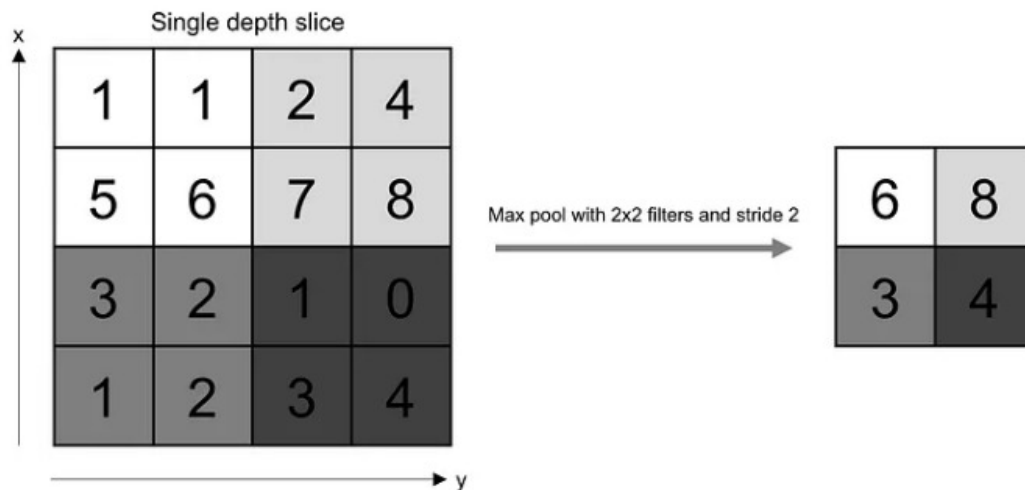 Single depth slice
x
1 1 2 4
5 6 7 8
3 2 1 0
1 2 3 4
y
Max pool with 2x2 filters and stride 2
6 8
3 4